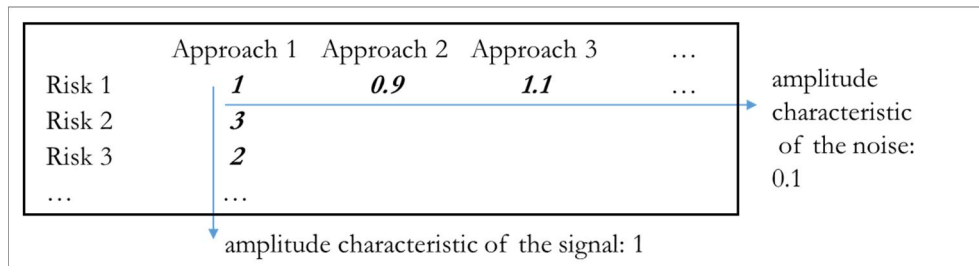 Approach 1 Approach 2 Approach 3 …
Risk 1 1 0.9 1.1 …
Risk 2 3
Risk 3 2
… …
amplitude
characteristic
of the noise:
0.1
amplitude characteristic of the signal: 1